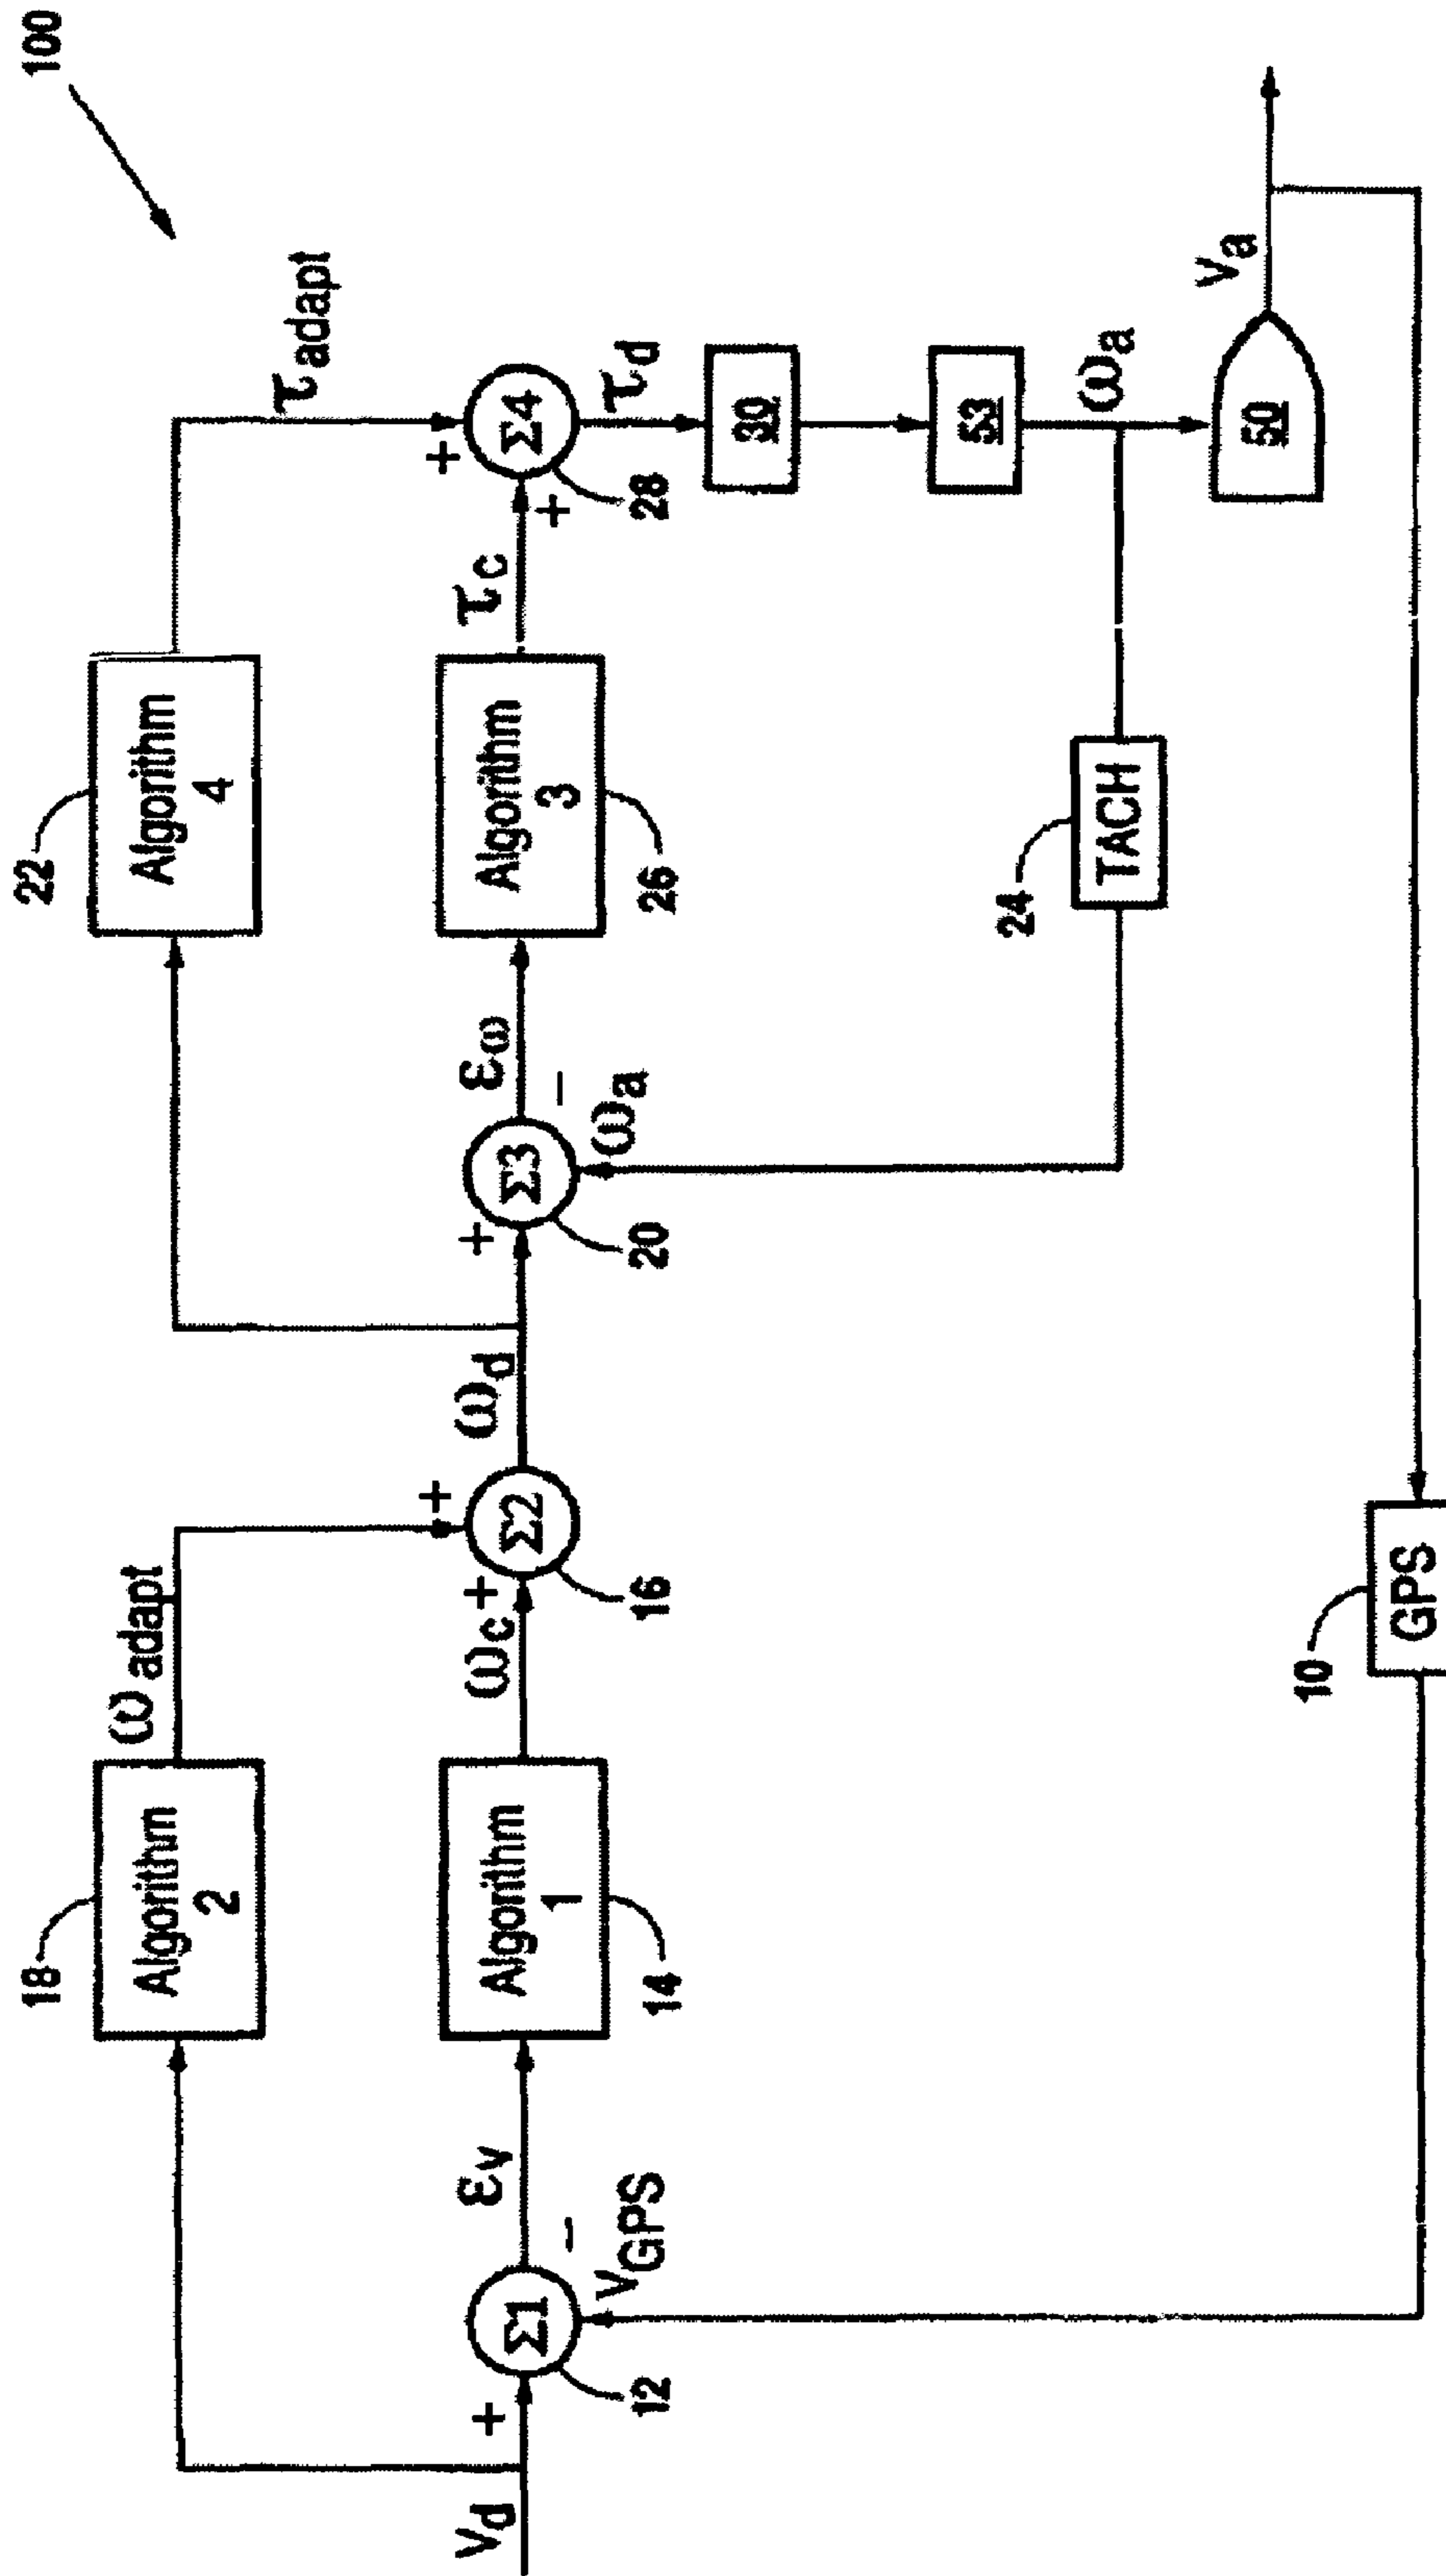 100
22
Algorithm
4
τadapt
18
Algorithm
2
ωadapt
Vd
+
Σ1
12
-
VGPS
εv
Algorithm
1
14
ωc
+
+
Σ2
16
ωd
+
Σ3
20
-
ωa
εω
Algorithm
3
26
τc
+
+
Σ4
28
τd
30
53
ωa
24
TACH
50
Va
10
GPS